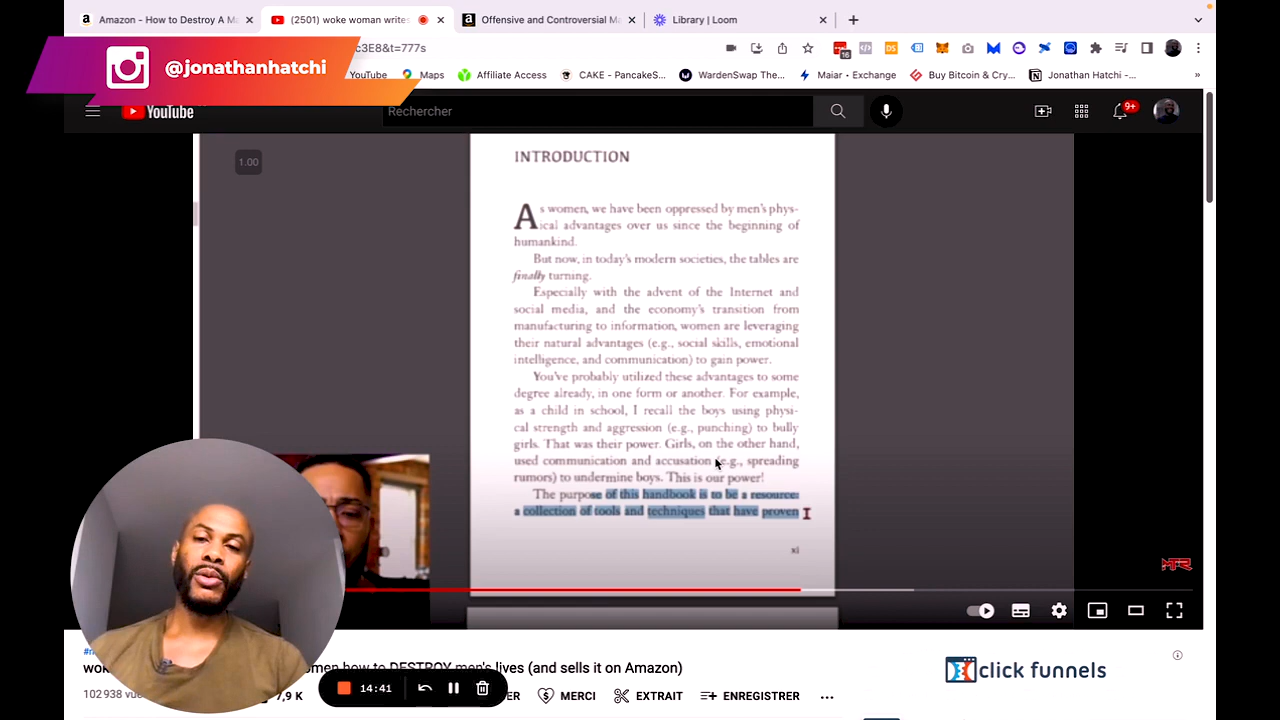 Amazon - How to Destroy A Ma
(2501) woke woman writes
Offensive and Controversial Ma
Library | Loom
@jonathanhatchi
c3E8&t=777s
16
DS
YouTube
Maps
Affiliate Access
CAKE - PancakeS...
WardenSwap The...
Maiar • Exchange
Buy Bitcoin & Cry...
Jonathan Hatchi -...
»
YouTube
Rechercher
9+
1.00
INTRODUCTION
As women, we have been oppressed by men's phys-
ical advantages over us since the beginning of
humankind.
But now, in today's modern societies, the tables are
finally turning.
Especially with the advent of the Internet and
social media, and the economy's transition from
manufacturing to information, women are leveraging
their natural advantages (e.g., social skills, emotional
intelligence, and communication) to gain power.
You've probably utilized these advantages to some
degree already, in one form or another. For example,
as a child in school, I recall the boys using physi-
cal strength and aggression (e.g., punching) to bully
girls. That was their power. Girls, on the other hand,
used communication and accusation (e.g., spreading
rumors) to undermine boys. This is our power!
The purpose of this handbook is to be a resource:
a collection of tools and techniques that have proven
xi
MTR
wok
men how to DESTROY men's lives (and sells it on Amazon)
click funnels
102 938 vue
7,9 K
14:41
ER
MERCI
EXTRAIT
ENREGISTRER